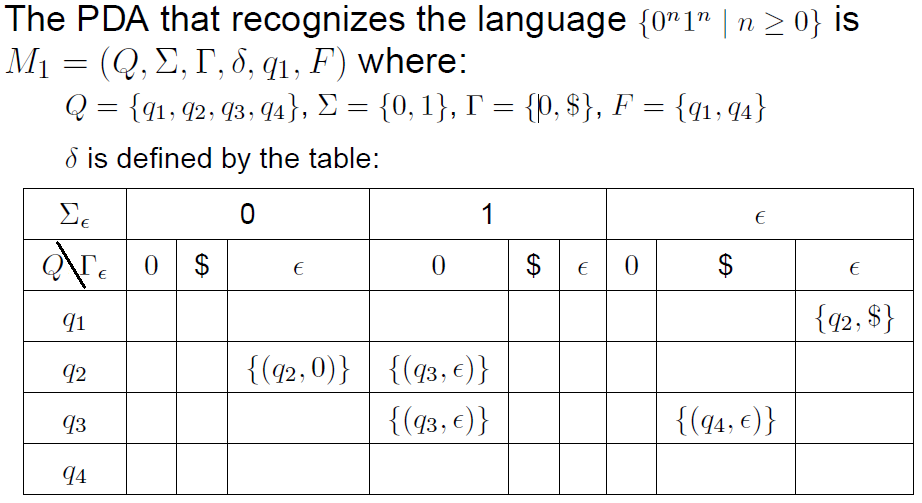 The PDA that recognizes the language {0ⁿ1ⁿ | n ≥ 0} is
M₁ = (Q, Σ, Γ, δ, q₁, F) where:
Q = {q₁, q₂, q₃, q₄}, Σ = {0, 1}, Γ = {0, $}, F = {q₁, q₄}
δ is defined by the table:
Σϵ 0 1 ϵ
Q\Γϵ 0 $ ϵ 0 $ ϵ 0 $ ϵ
q₁ {q₂, $}
q₂ {(q₂, 0)} {(q₃, ϵ)}
q₃ {(q₃, ϵ)} {(q₄, ϵ)}
q₄